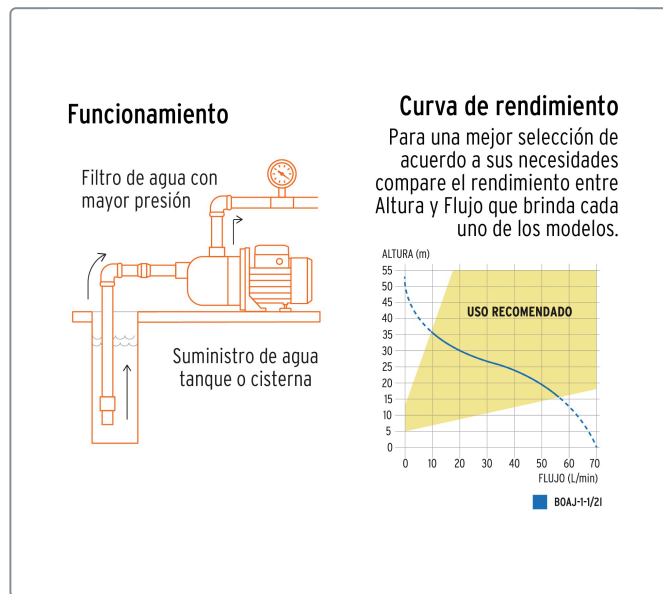 Funcionamiento
Filtro de agua con
mayor presión
Suministro de agua
tanque o cisterna
Curva de rendimiento
Para una mejor selección de
acuerdo a sus necesidades
compare el rendimiento entre
Altura y Flujo que brinda cada
uno de los modelos.
ALTURA (m)
55
50
45
40
35
30
25
20
15
10
5
0
USO RECOMENDADO
0 10 20 30 40 50 60 70
FLUJO (L/min)
BOAJ-1-1/2I